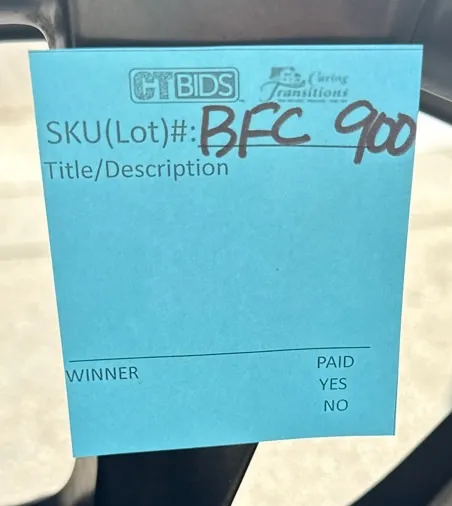 CTBIDS
Caring
Transitions
SKU(Lot)#: BFC 900
Title/Description
WINNER
PAID
YES
NO